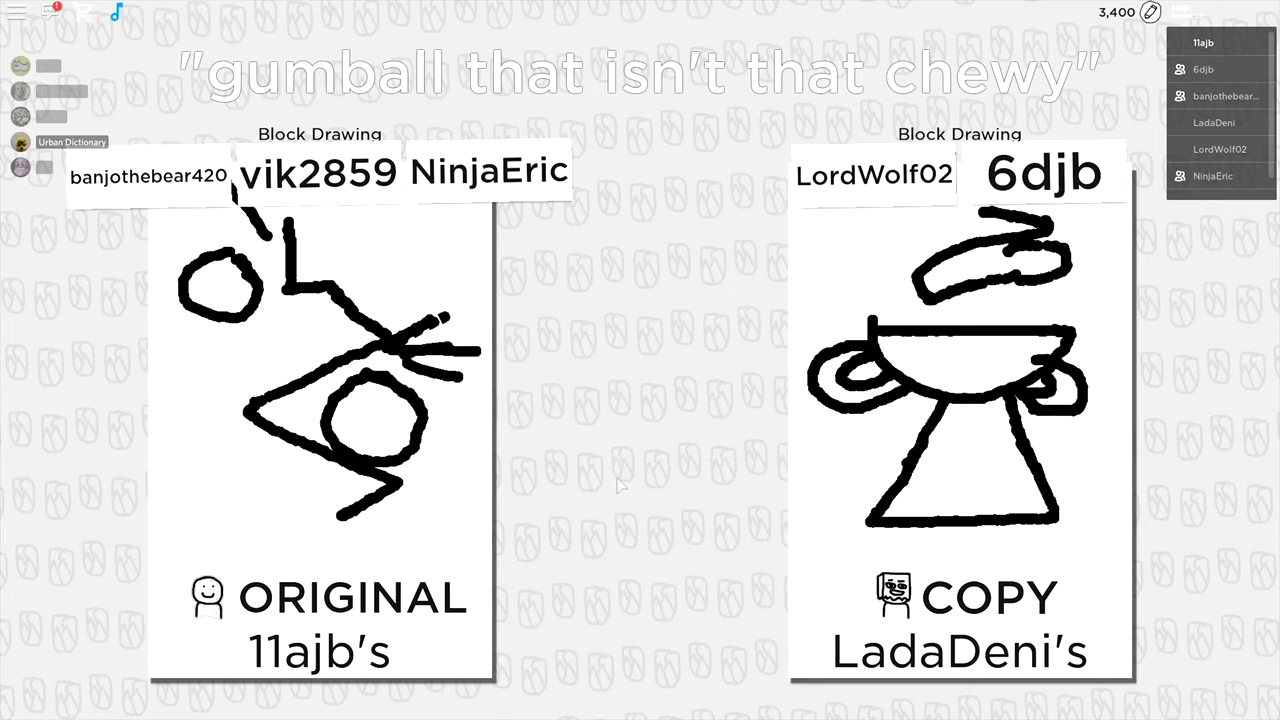 3,400
11ajb
"gumball that isn't that chewy"
6djb
banjothebear...
LadaDeni
LordWolf02
NinjaEric
Urban Dictionary
Block Drawing
banjothebear420
vik2859
NinjaEric
Block Drawing
LordWolf02
6djb
ORIGINAL
11ajb's
COPY
LadaDeni's